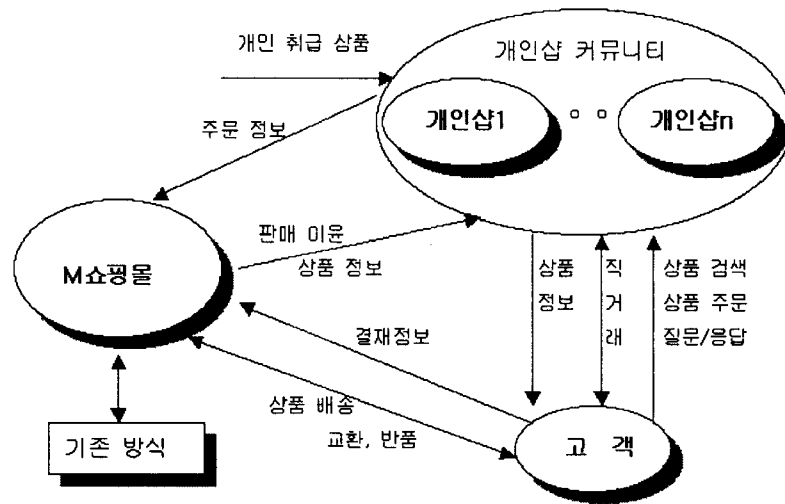 개인 취급 상품
개인샵 커뮤니티
개인샵1
개인샵n
주문 정보
판매 이윤
상품 정보
M쇼핑몰
상품
정보
직
거
래
상품 검색
상품 주문
질문/응답
결재정보
상품 배송
교환, 반품
기존 방식
고 객